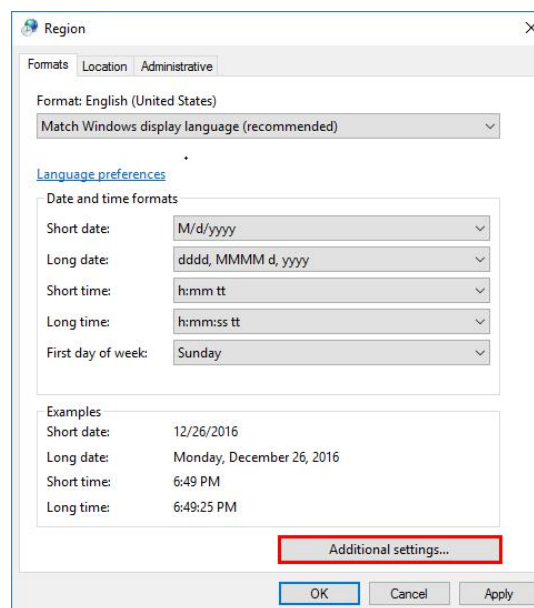 Region
Formats Location Administrative
Format: English (United States)
Match Windows display language (recommended)
Language preferences
Date and time formats
Short date: M/d/yyyy
Long date: dddd, MMMM d, yyyy
Short time: h:mm tt
Long time: h:mm:ss tt
First day of week: Sunday
Examples
Short date: 12/26/2016
Long date: Monday, December 26, 2016
Short time: 6:49 PM
Long time: 6:49:25 PM
Additional settings...
OK Cancel Apply